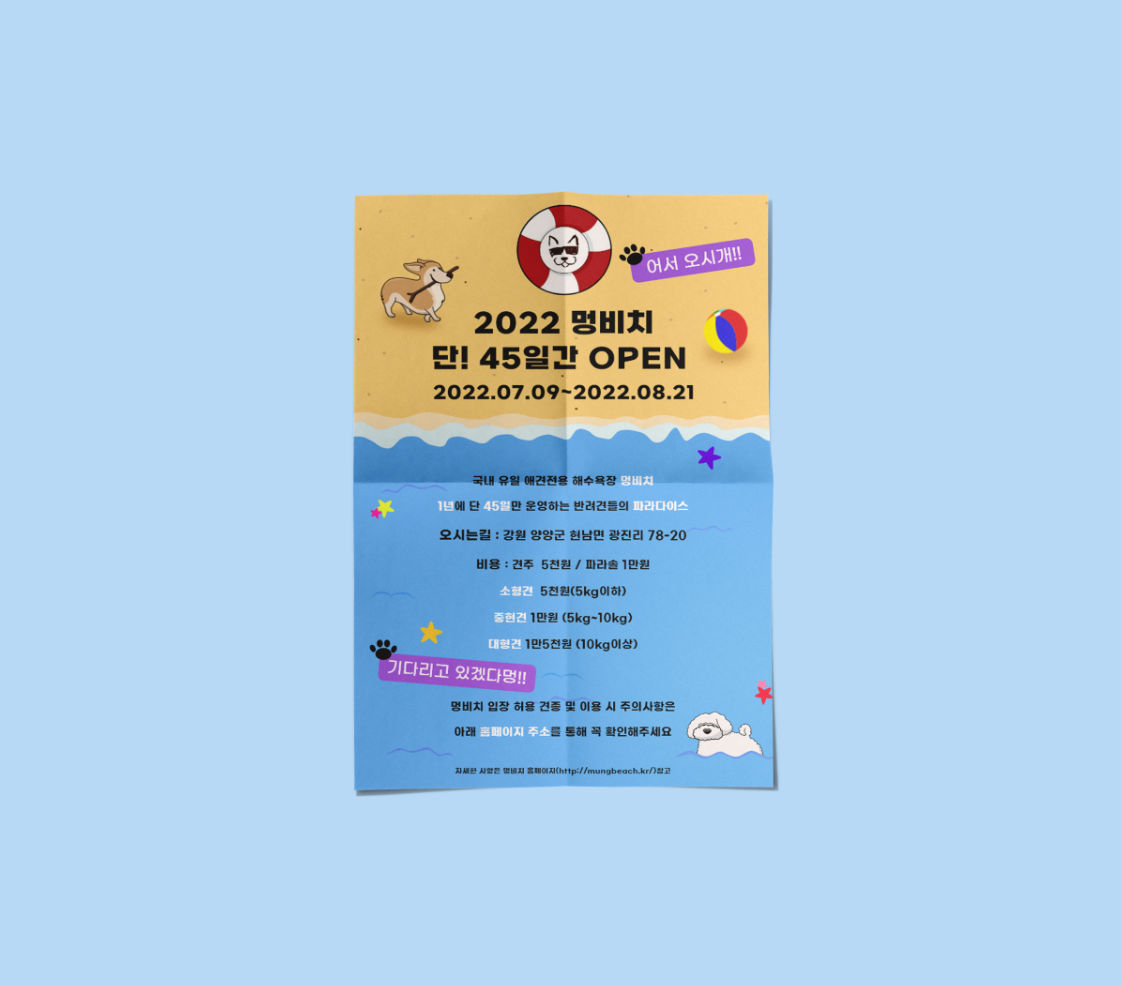 어서 오시개!!
2022 멍비치
단! 45일간 OPEN
2022.07.09~2022.08.21
국내 유일 애견전용 해수욕장 멍비치
1년에 단 45일만 운영하는 반려견들의 파라다이스
오시는길 : 강원 양양군 현남면 광진리 78-20
비용 : 견주 5천원 / 파라솔 1만원
소형견 5천원(5kg이하)
중현견 1만원 (5kg~10kg)
대형견 1만5천원 (10kg이상)
기다리고 있겠다멍!!
멍비치 입장 허용 견종 및 이용 시 주의사항은
아래 홈페이지 주소를 통해 꼭 확인해주세요
자세한 사항은 멍비치 홈페이지(http://mungbeach.kr/)참고